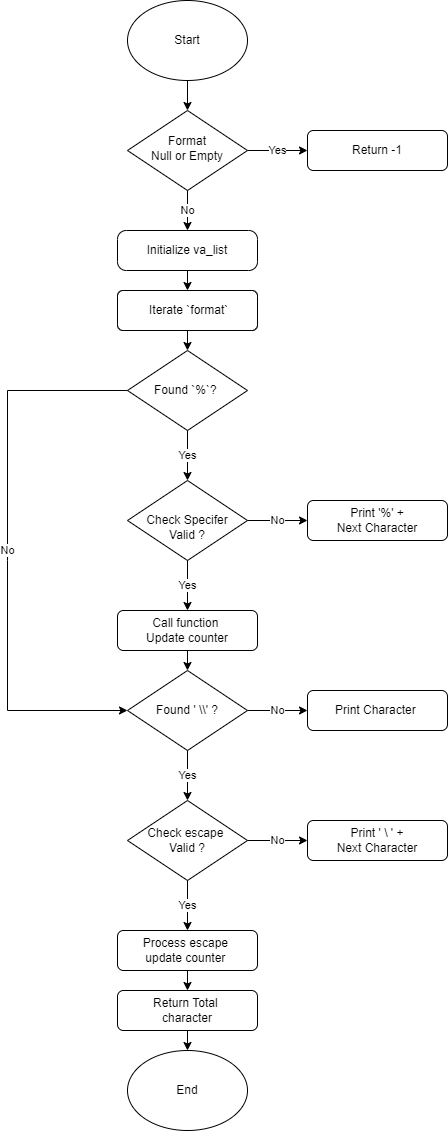 Start
Format
Null or Empty
Yes
Return -1
No
Initialize va_list
Iterate `format`
Found `%`?
Yes
Check Specifer
Valid ?
No
Print '%' +
Next Character
No
Yes
Call function
Update counter
Found ' \\' ?
No
Print Character
Yes
Check escape
Valid ?
No
Print ' \ ' +
Next Character
Yes
Process escape
update counter
Return Total
character
End